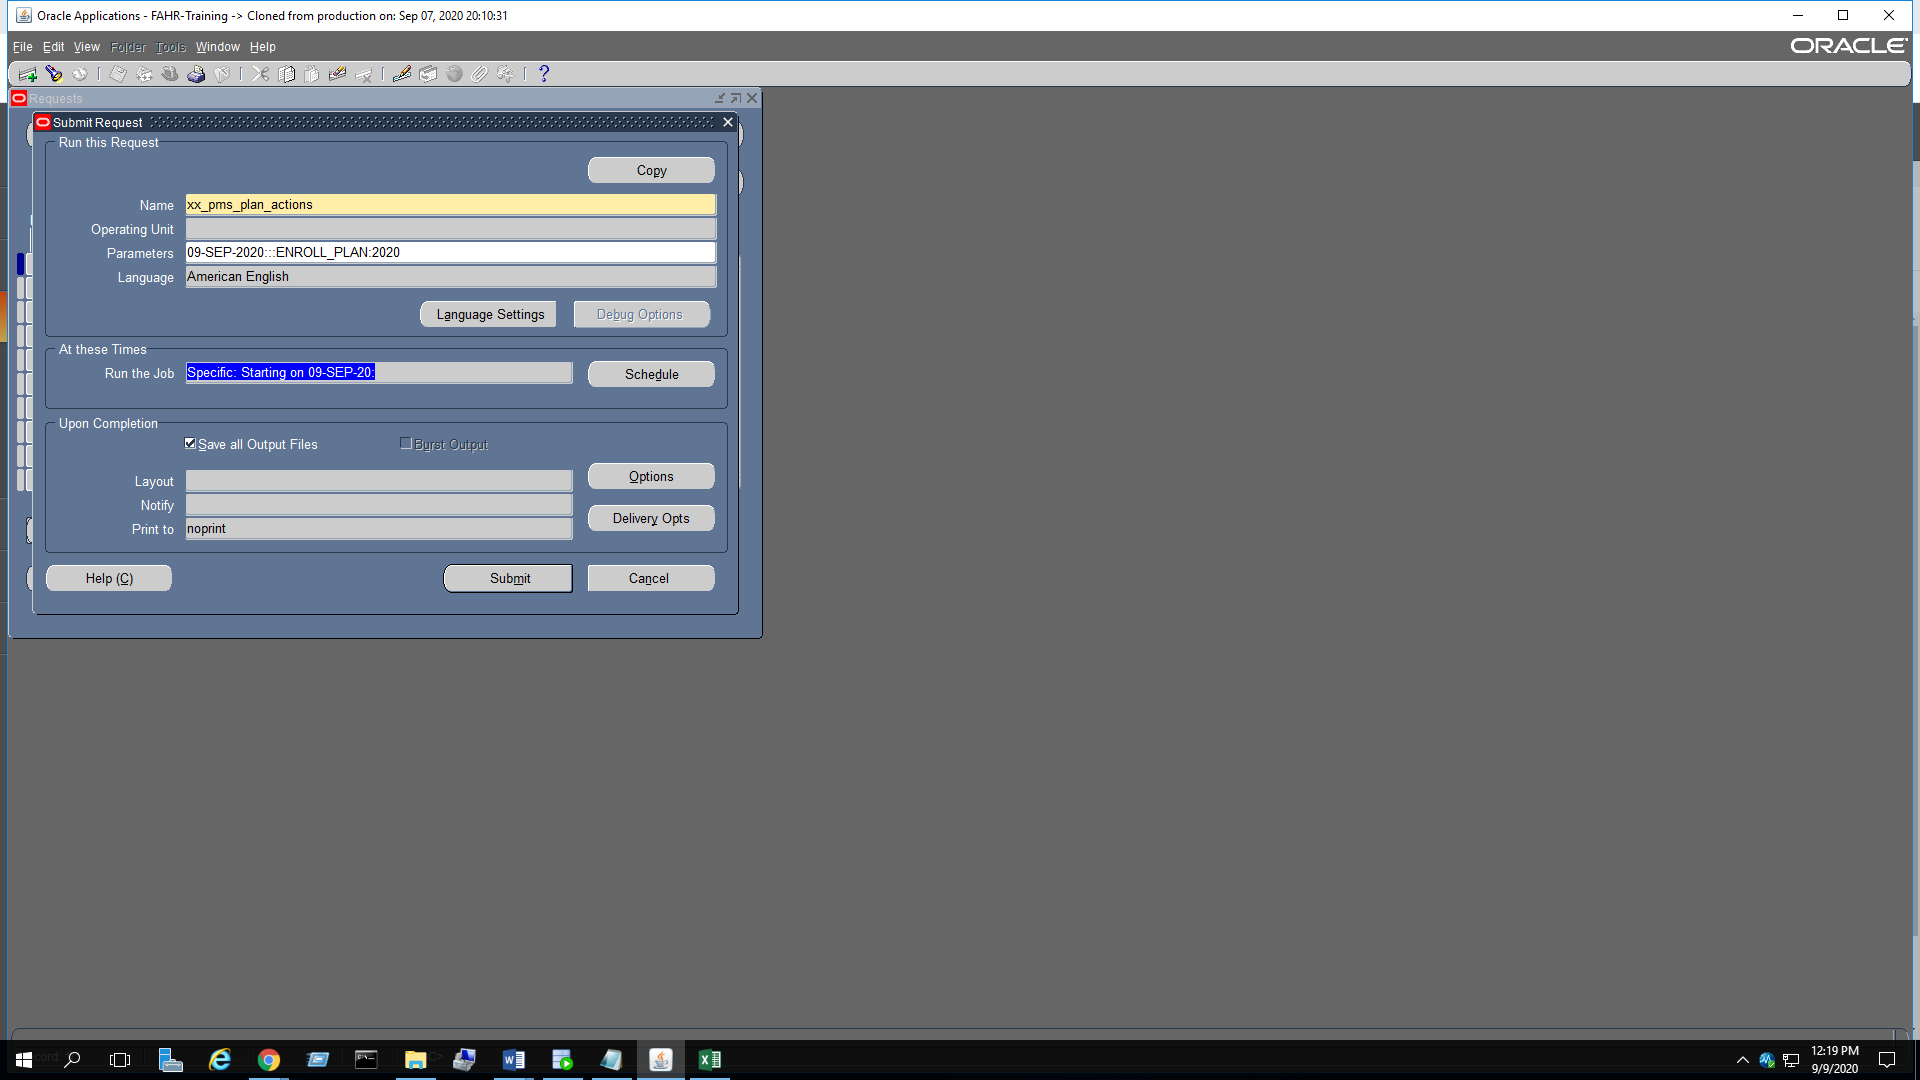 Oracle Applications - FAHR-Training -> Cloned from production on: Sep 07, 2020 20:10:31
File Edit View Folder Tools Window Help
ORACLE
Requests
Submit Request
Run this Request
Copy
Name xx_pms_plan_actions
Operating Unit
Parameters 09-SEP-2020:::ENROLL_PLAN:2020
Language American English
Language Settings Debug Options
At these Times
Run the Job Specific: Starting on 09-SEP-20: Schedule
Upon Completion
Save all Output Files Burst Output
Layout Options
Notify
Delivery Opts
Print to noprint
Help (C) Submit Cancel
12:19 PM
9/9/2020